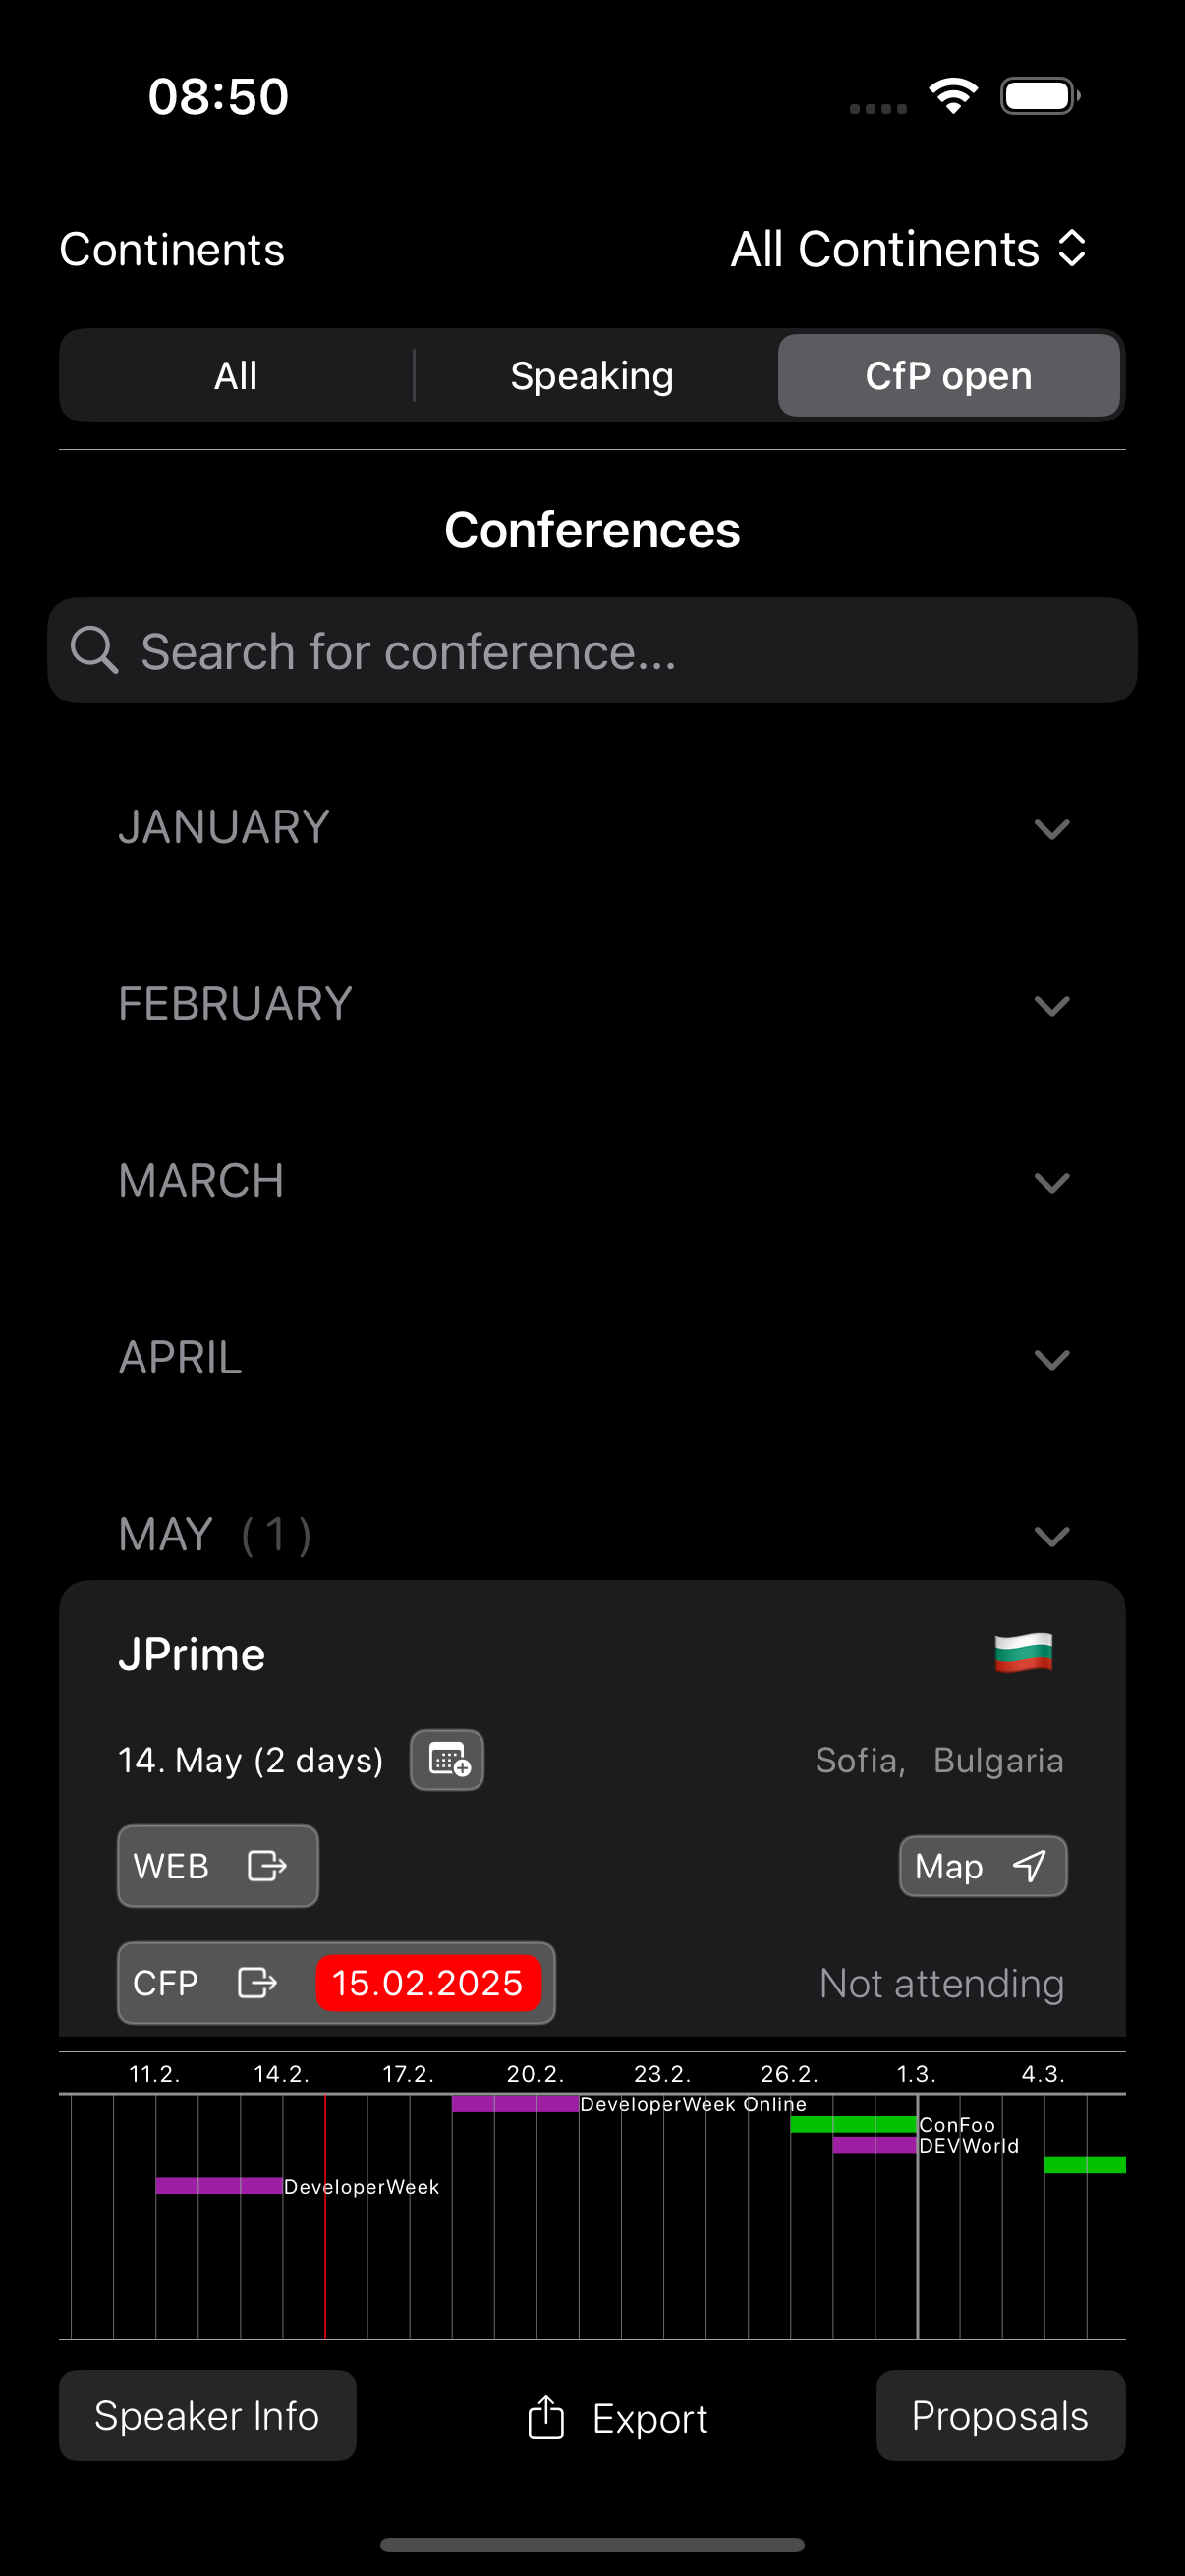 08:50
Continents All Continents
All Speaking CfP open
Conferences
Search for conference...
JANUARY
FEBRUARY
MARCH
APRIL
MAY (1)
JPrime
14. May (2 days) Sofia, Bulgaria
WEB Map
CFP 15.02.2025 Not attending
11.2. 14.2. 17.2. 20.2. 23.2. 26.2. 1.3. 4.3.
DeveloperWeek Online
ConFoo
DEVWorld
DeveloperWeek
Speaker Info Export Proposals